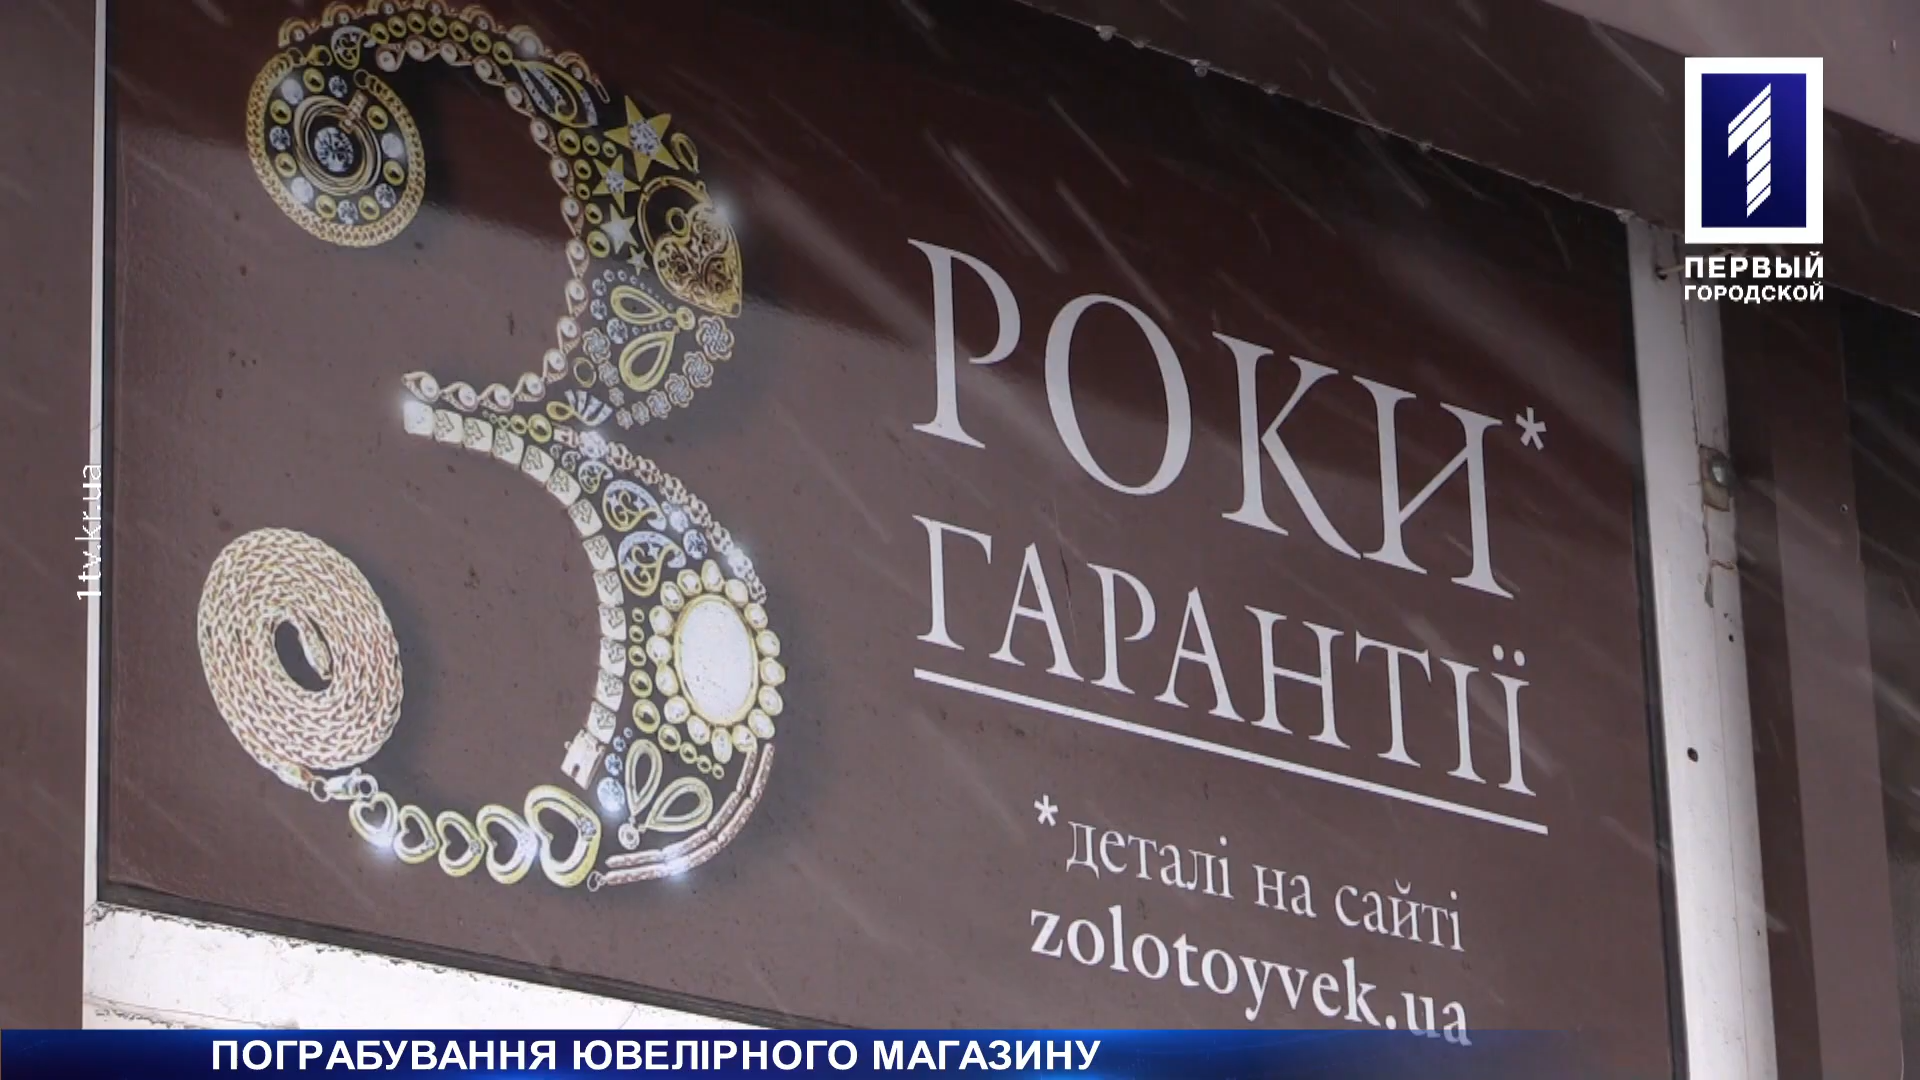 ПЕРВЫЙ
ГОРОДСКОЙ
3 РОКИ*
ГАРАНТІЇ
*деталі на сайті
zolotoyvek.ua
1tv.kr.ua
ПОГРАБУВАННЯ ЮВЕЛІРНОГО МАГАЗИНУ